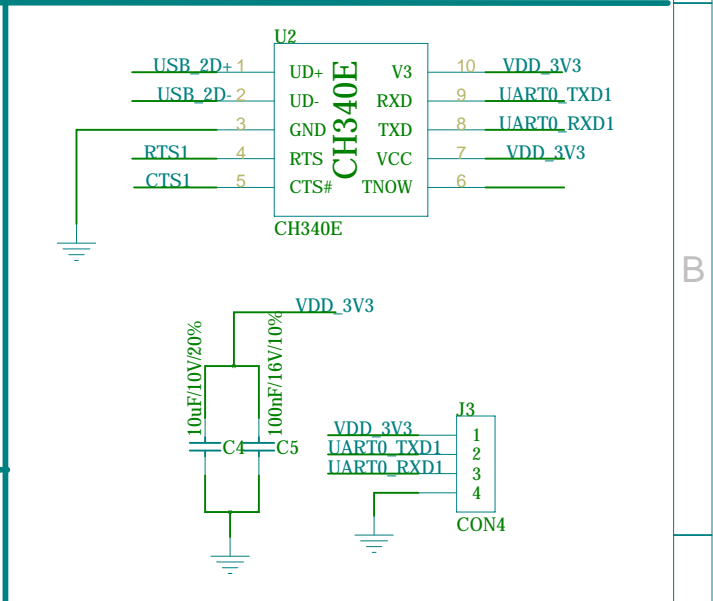 U2
USB_2D+ 1 UD+ V3 10 VDD_3V3
USB_2D- 2 UD- RXD 9 UART0_TXD1
3 GND TXD 8 UART0_RXD1
RTS1 4 RTS VCC 7 VDD_3V3
CTS1 5 CTS# TNOW 6
CH340E
CH340E
B
VDD_3V3
10uF/10V/20%
100nF/16V/10%
C4
C5
J3
VDD_3V3 1
UART0_TXD1 2
UART0_RXD1 3
4
CON4